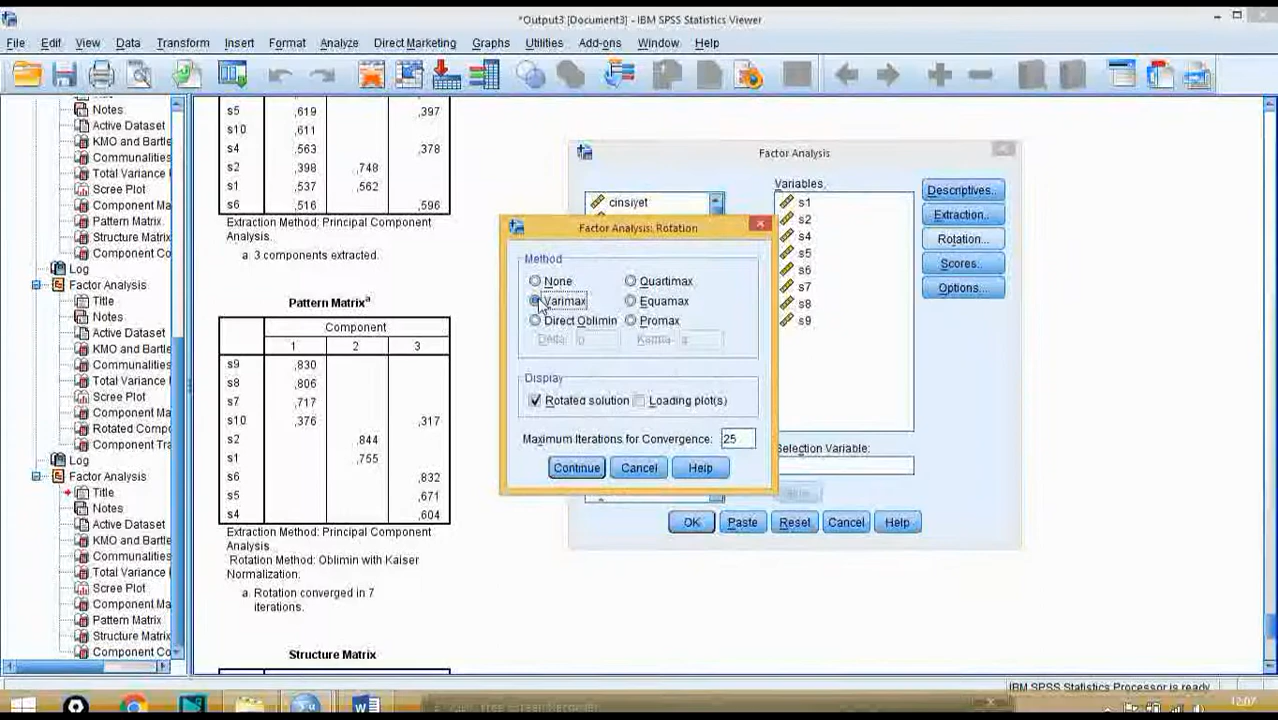 *Output3 [Document3] - IBM SPSS Statistics Viewer
File Edit View Data Transform Insert Format Analyze Direct Marketing Graphs Utilities Add-ons Window Help
Notes
Active Dataset
KMO and Bartle
Communalities
Total Variance
Scree Plot
Component Ma
Pattern Matrix
Structure Matrix
Component Co
Log
Factor Analysis
Title
Notes
Active Dataset
KMO and Bartle
Communalities
Total Variance
Scree Plot
Component Ma
Rotated Compo
Component Tra
Log
Factor Analysis
Title
Notes
Active Dataset
KMO and Bartle
Communalities
Total Variance
Scree Plot
Component Ma
Pattern Matrix
Structure Matrix
Component Co
s5 ,619 ,397
s10 ,611
s4 ,563 ,378
s2 ,398 ,748
s1 ,537 ,562
s6 ,516 ,596
Extraction Method: Principal Component
Analysis.
a. 3 components extracted.
Pattern Matrixa
Component
1 2 3
s9 ,830
s8 ,806
s7 ,717
s10 ,376 ,317
s2 ,844
s1 ,755
s6 ,832
s5 ,671
s4 ,604
Extraction Method: Principal Component
Analysis.
Rotation Method: Oblimin with Kaiser
Normalization.
a. Rotation converged in 7
iterations.
Structure Matrix
Factor Analysis
cinsiyet
Variables:
s1
s2
s4
s5
s6
s7
s8
s9
Descriptives...
Extraction...
Rotation...
Scores...
Options...
Selection Variable:
OK Paste Reset Cancel Help
Factor Analysis: Rotation
Method
None Quartimax
Varimax Equamax
Direct Oblimin Promax
Delta: 0 Kappa 4
Display
Rotated solution Loading plot(s)
Maximum Iterations for Convergence: 25
Continue Cancel Help
IBM SPSS Statistics Processor is ready
12:07